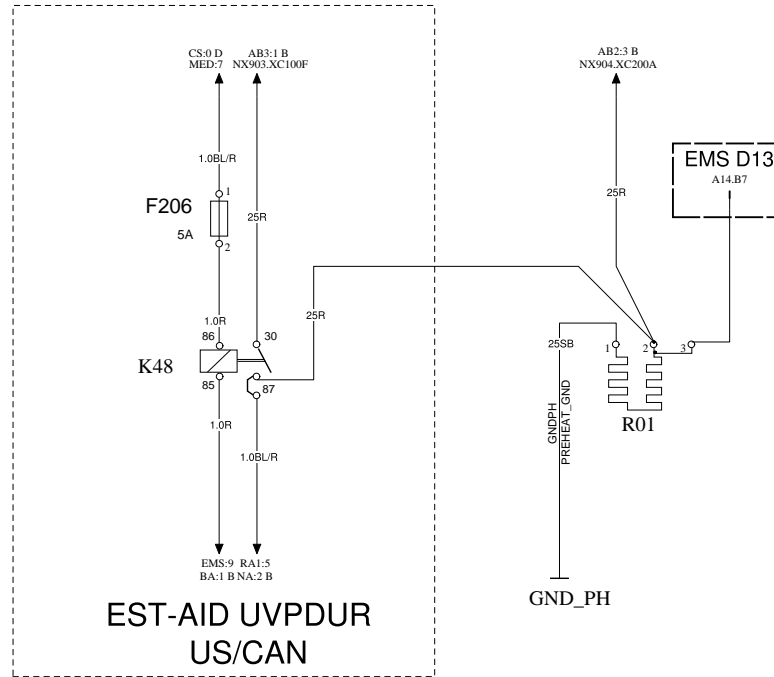 CS:0 D
MED:7
AB3:1 B
NX903.XC100F
AB2:3 B
NX904.XC200A
EMS D13
A14.B7
1.0BL/R
1
F206
5A
2
25R
25R
1.0R
25R
86
30
K48
85
87
25SB
1
2
3
R01
1.0R
1.0BL/R
GNDPH
PREHEAT_GND
EMS:9
BA:1 B
RA1:5
NA:2 B
GND_PH
EST-AID UVPDUR
US/CAN